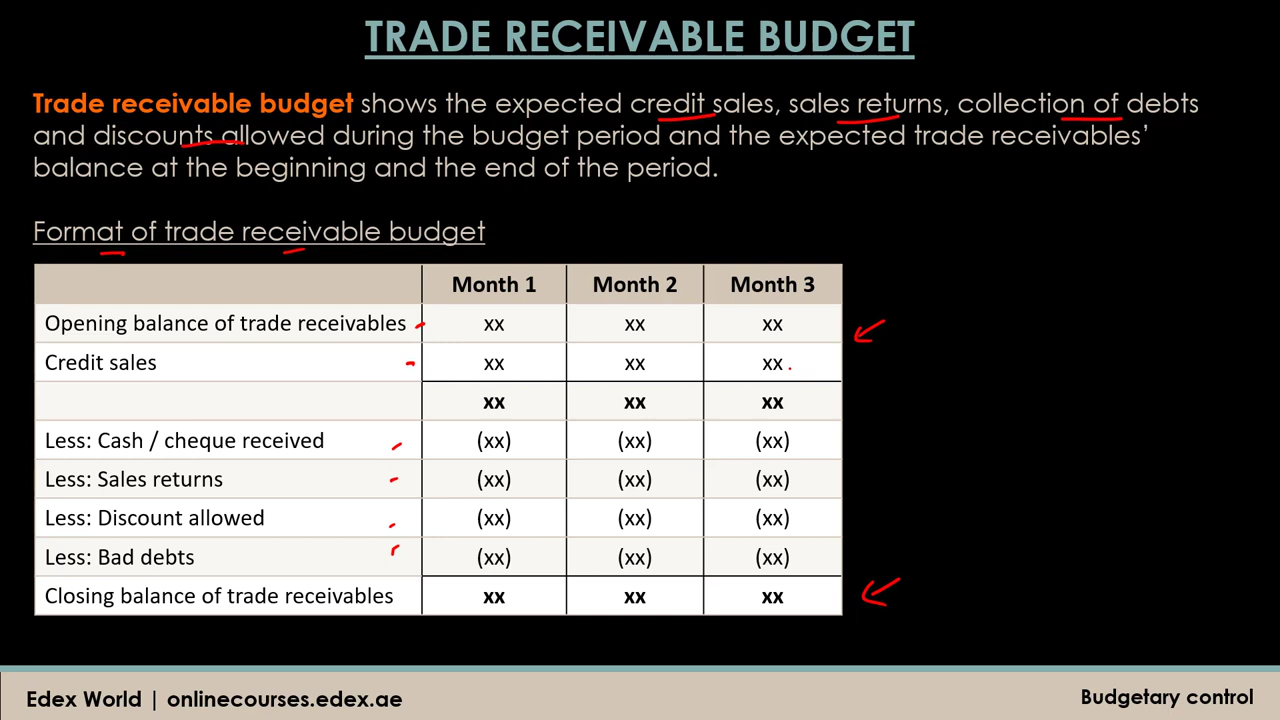 TRADE RECEIVABLE BUDGET
Trade receivable budget shows the expected credit sales, sales returns, collection of debts
and discounts allowed during the budget period and the expected trade receivables’
balance at the beginning and the end of the period.
Format of trade receivable budget
Month 1 Month 2 Month 3
Opening balance of trade receivables xx xx xx
Credit sales xx xx xx
xx xx xx
Less: Cash / cheque received (xx) (xx) (xx)
Less: Sales returns (xx) (xx) (xx)
Less: Discount allowed (xx) (xx) (xx)
Less: Bad debts (xx) (xx) (xx)
Closing balance of trade receivables xx xx xx
Edex World | onlinecourses.edex.ae Budgetary control